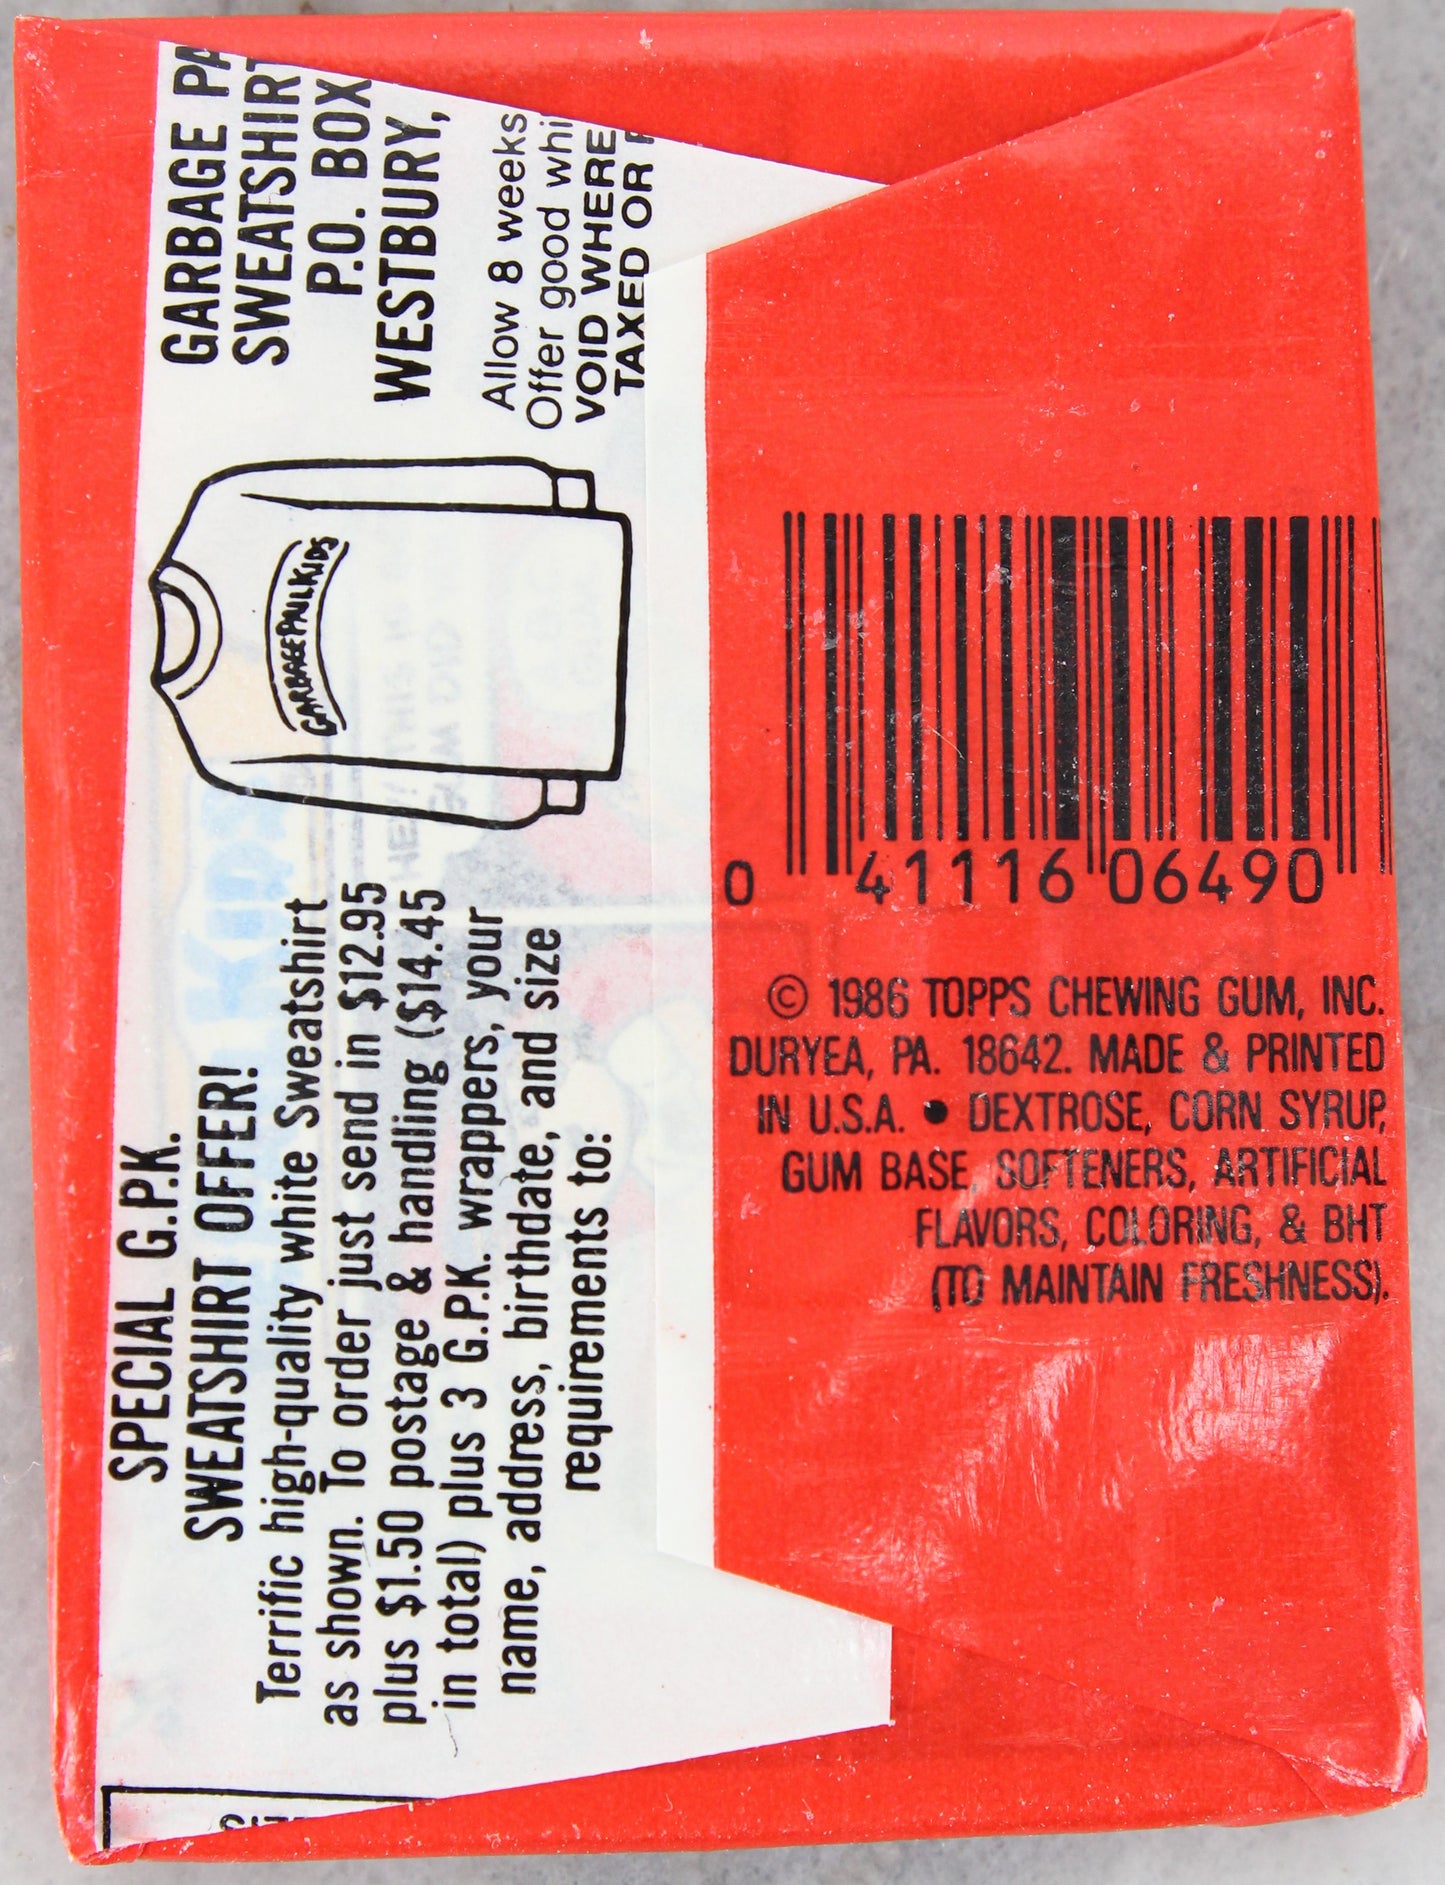 SPECIAL G.P.K.
SWEATSHIRT OFFER!
Terrific high-quality white Sweatshirt
as shown. To order just send in $12.95
plus $1.50 postage & handling ($14.45
in total) plus 3 G.P.K. wrappers, your
name, address, birthdate, and size
requirements to:
GARBAGE PAIL KIDS
GARBAGE PA
SWEATSHIRT
P.O. BOX
WESTBURY,
Allow 8 weeks
Offer good whi
VOID WHERE
TAXED OR
0 41116 06490
© 1986 TOPPS CHEWING GUM, INC.
DURYEA, PA. 18642. MADE & PRINTED
IN U.S.A. • DEXTROSE, CORN SYRUP,
GUM BASE, SOFTENERS, ARTIFICIAL
FLAVORS, COLORING, & BHT
(TO MAINTAIN FRESHNESS).